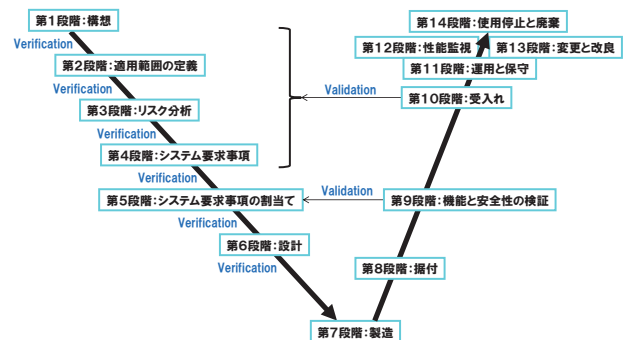 第1段階:構想
Verification
第2段階:適用範囲の定義
Verification
第3段階:リスク分析
Verification
第4段階:システム要求事項
Verification
第5段階:システム要求事項の割当て
Verification
第6段階:設計
Verification
第7段階:製造
第8段階:据付
第9段階:機能と安全性の検証
Validation
第10段階:受入れ
Validation
第11段階:運用と保守
第12段階:性能監視
第13段階:変更と改良
第14段階:使用停止と廃棄